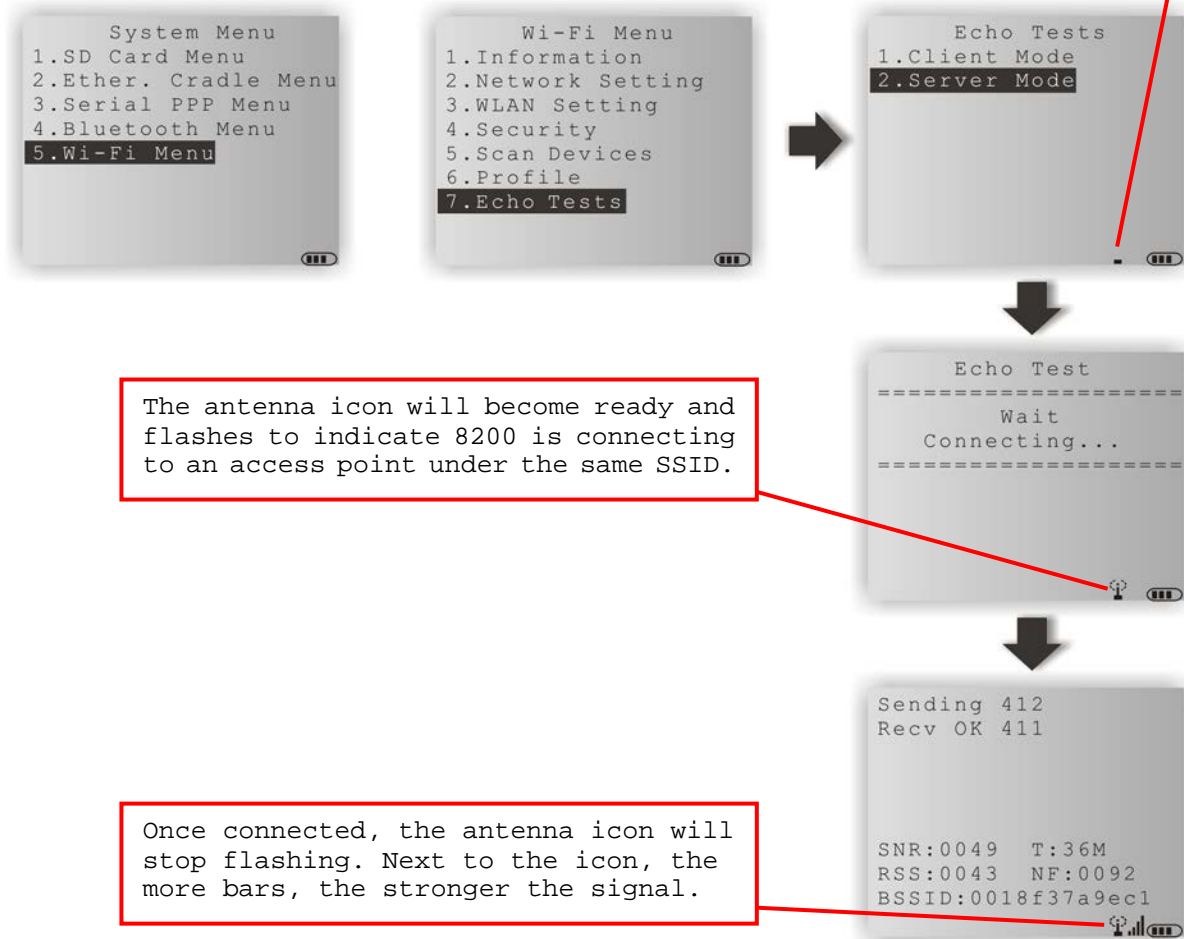 System Menu
1.SD Card Menu
2.Ether. Cradle Menu
3.Serial PPP Menu
4.Bluetooth Menu
5.Wi-Fi Menu
Wi-Fi Menu
1.Information
2.Network Setting
3.WLAN Setting
4.Security
5.Scan Devices
6.Profile
7.Echo Tests
Echo Tests
1.Client Mode
2.Server Mode
The antenna icon will become ready and
flashes to indicate 8200 is connecting
to an access point under the same SSID.
Echo Test
====================
Wait
Connecting...
====================
Sending 412
Recv OK 411
SNR:0049 T:36M
RSS:0043 NF:0092
BSSID:0018f37a9ec1
Once connected, the antenna icon will
stop flashing. Next to the icon, the
more bars, the stronger the signal.